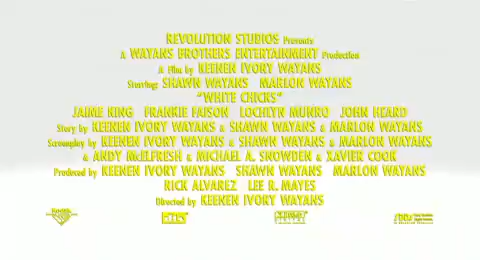 REVOLUTION STUDIOS Presents
A WAYANS BROTHERS ENTERTAINMENT Production
A Film by KEENEN IVORY WAYANS
Starring SHAWN WAYANS MARLON WAYANS
"WHITE CHICKS"
JAIME KING FRANKIE FAISON LOCHLYN MUNRO JOHN HEARD
Story by KEENEN IVORY WAYANS & SHAWN WAYANS & MARLON WAYANS
Screenplay by KEENEN IVORY WAYANS & SHAWN WAYANS & MARLON WAYANS
& ANDY McELFRESH & MICHAEL A. SNOWDEN & XAVIER COOK
Produced by KEENEN IVORY WAYANS SHAWN WAYANS MARLON WAYANS
RICK ALVAREZ LEE R. MAYES
Directed by KEENEN IVORY WAYANS